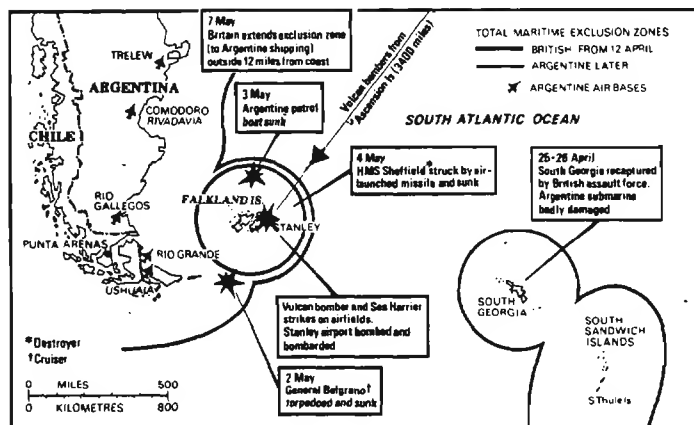 7 May
Britain extends exclusion zone
(to Argentine shipping)
outside 12 miles from coast
Vulcan bombers from
Ascension Is (3400 miles)
TOTAL MARITIME EXCLUSION ZONES
BRITISH FROM 12 APRIL
ARGENTINE LATER
ARGENTINE AIR BASES
TRELEW
ARGENTINA
COMODORO
RIVADAVIA
CHILE
3 May
Argentine patrol
boat sunk
SOUTH ATLANTIC OCEAN
4 May
HMS Sheffield* struck by air-
launched missile and sunk
25-26 April
South Georgia recaptured
by British assault force.
Argentine submarine
badly damaged
FALKLAND IS.
STANLEY
RIO
GALLEGOS
PUNTA ARENAS
RIO GRANDE
USHUAIA
Vulcan bomber and Sea Harrier
strikes on airfields.
Stanley airport bombed and
bombarded
SOUTH
GEORGIA
SOUTH
SANDWICH
ISLANDS
S Thule Is
*Destroyer
†Cruiser
2 May
General Belgrano†
torpedoed and sunk
0 MILES 500
0 KILOMETRES 800